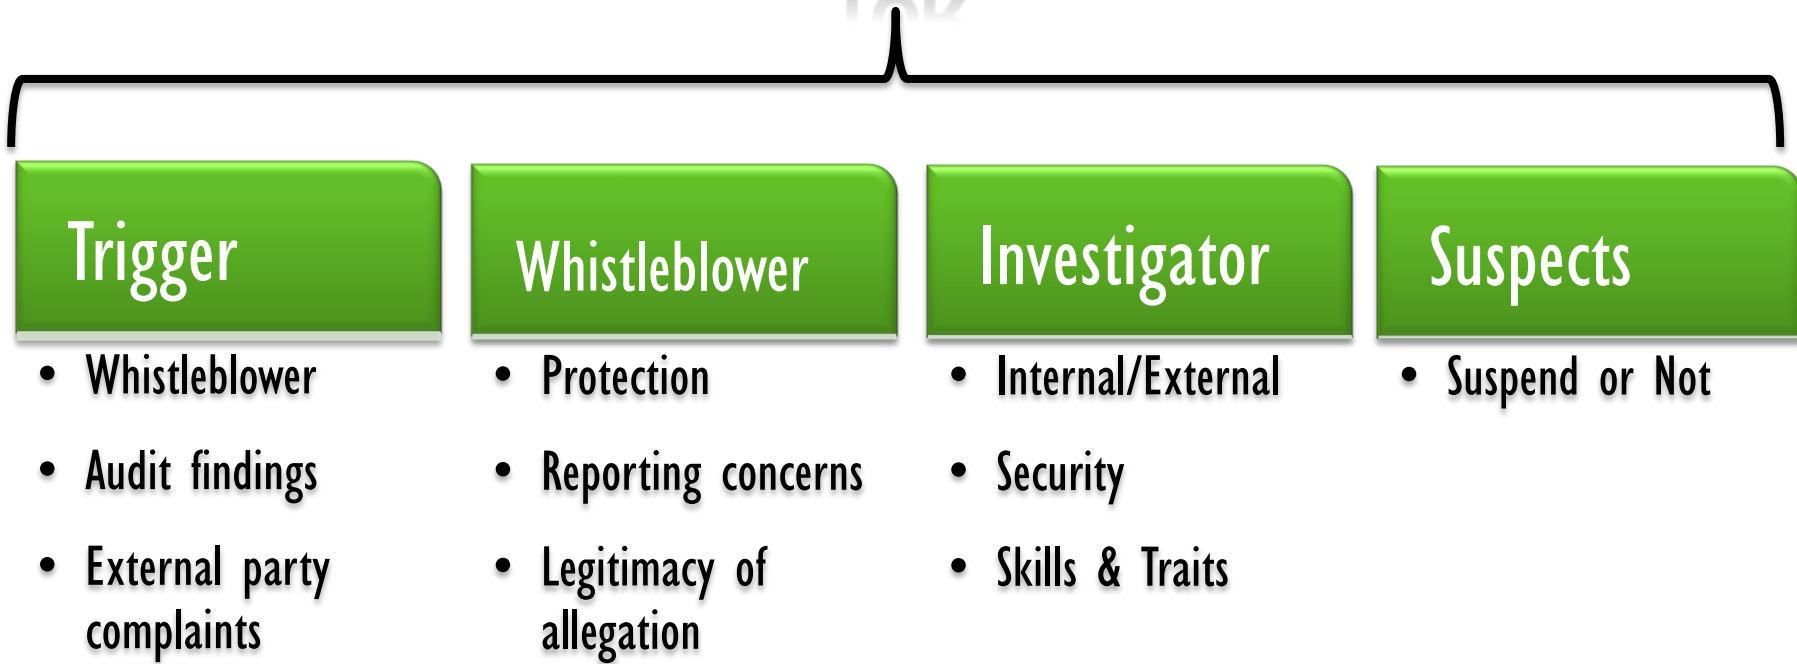 Trigger
Whistleblower
Audit findings
External party
complaints
Whistleblower
Protection
Reporting concerns
Legitimacy of
allegation
Investigator
Internal/External
Security
Skills & Traits
Suspects
Suspend or Not